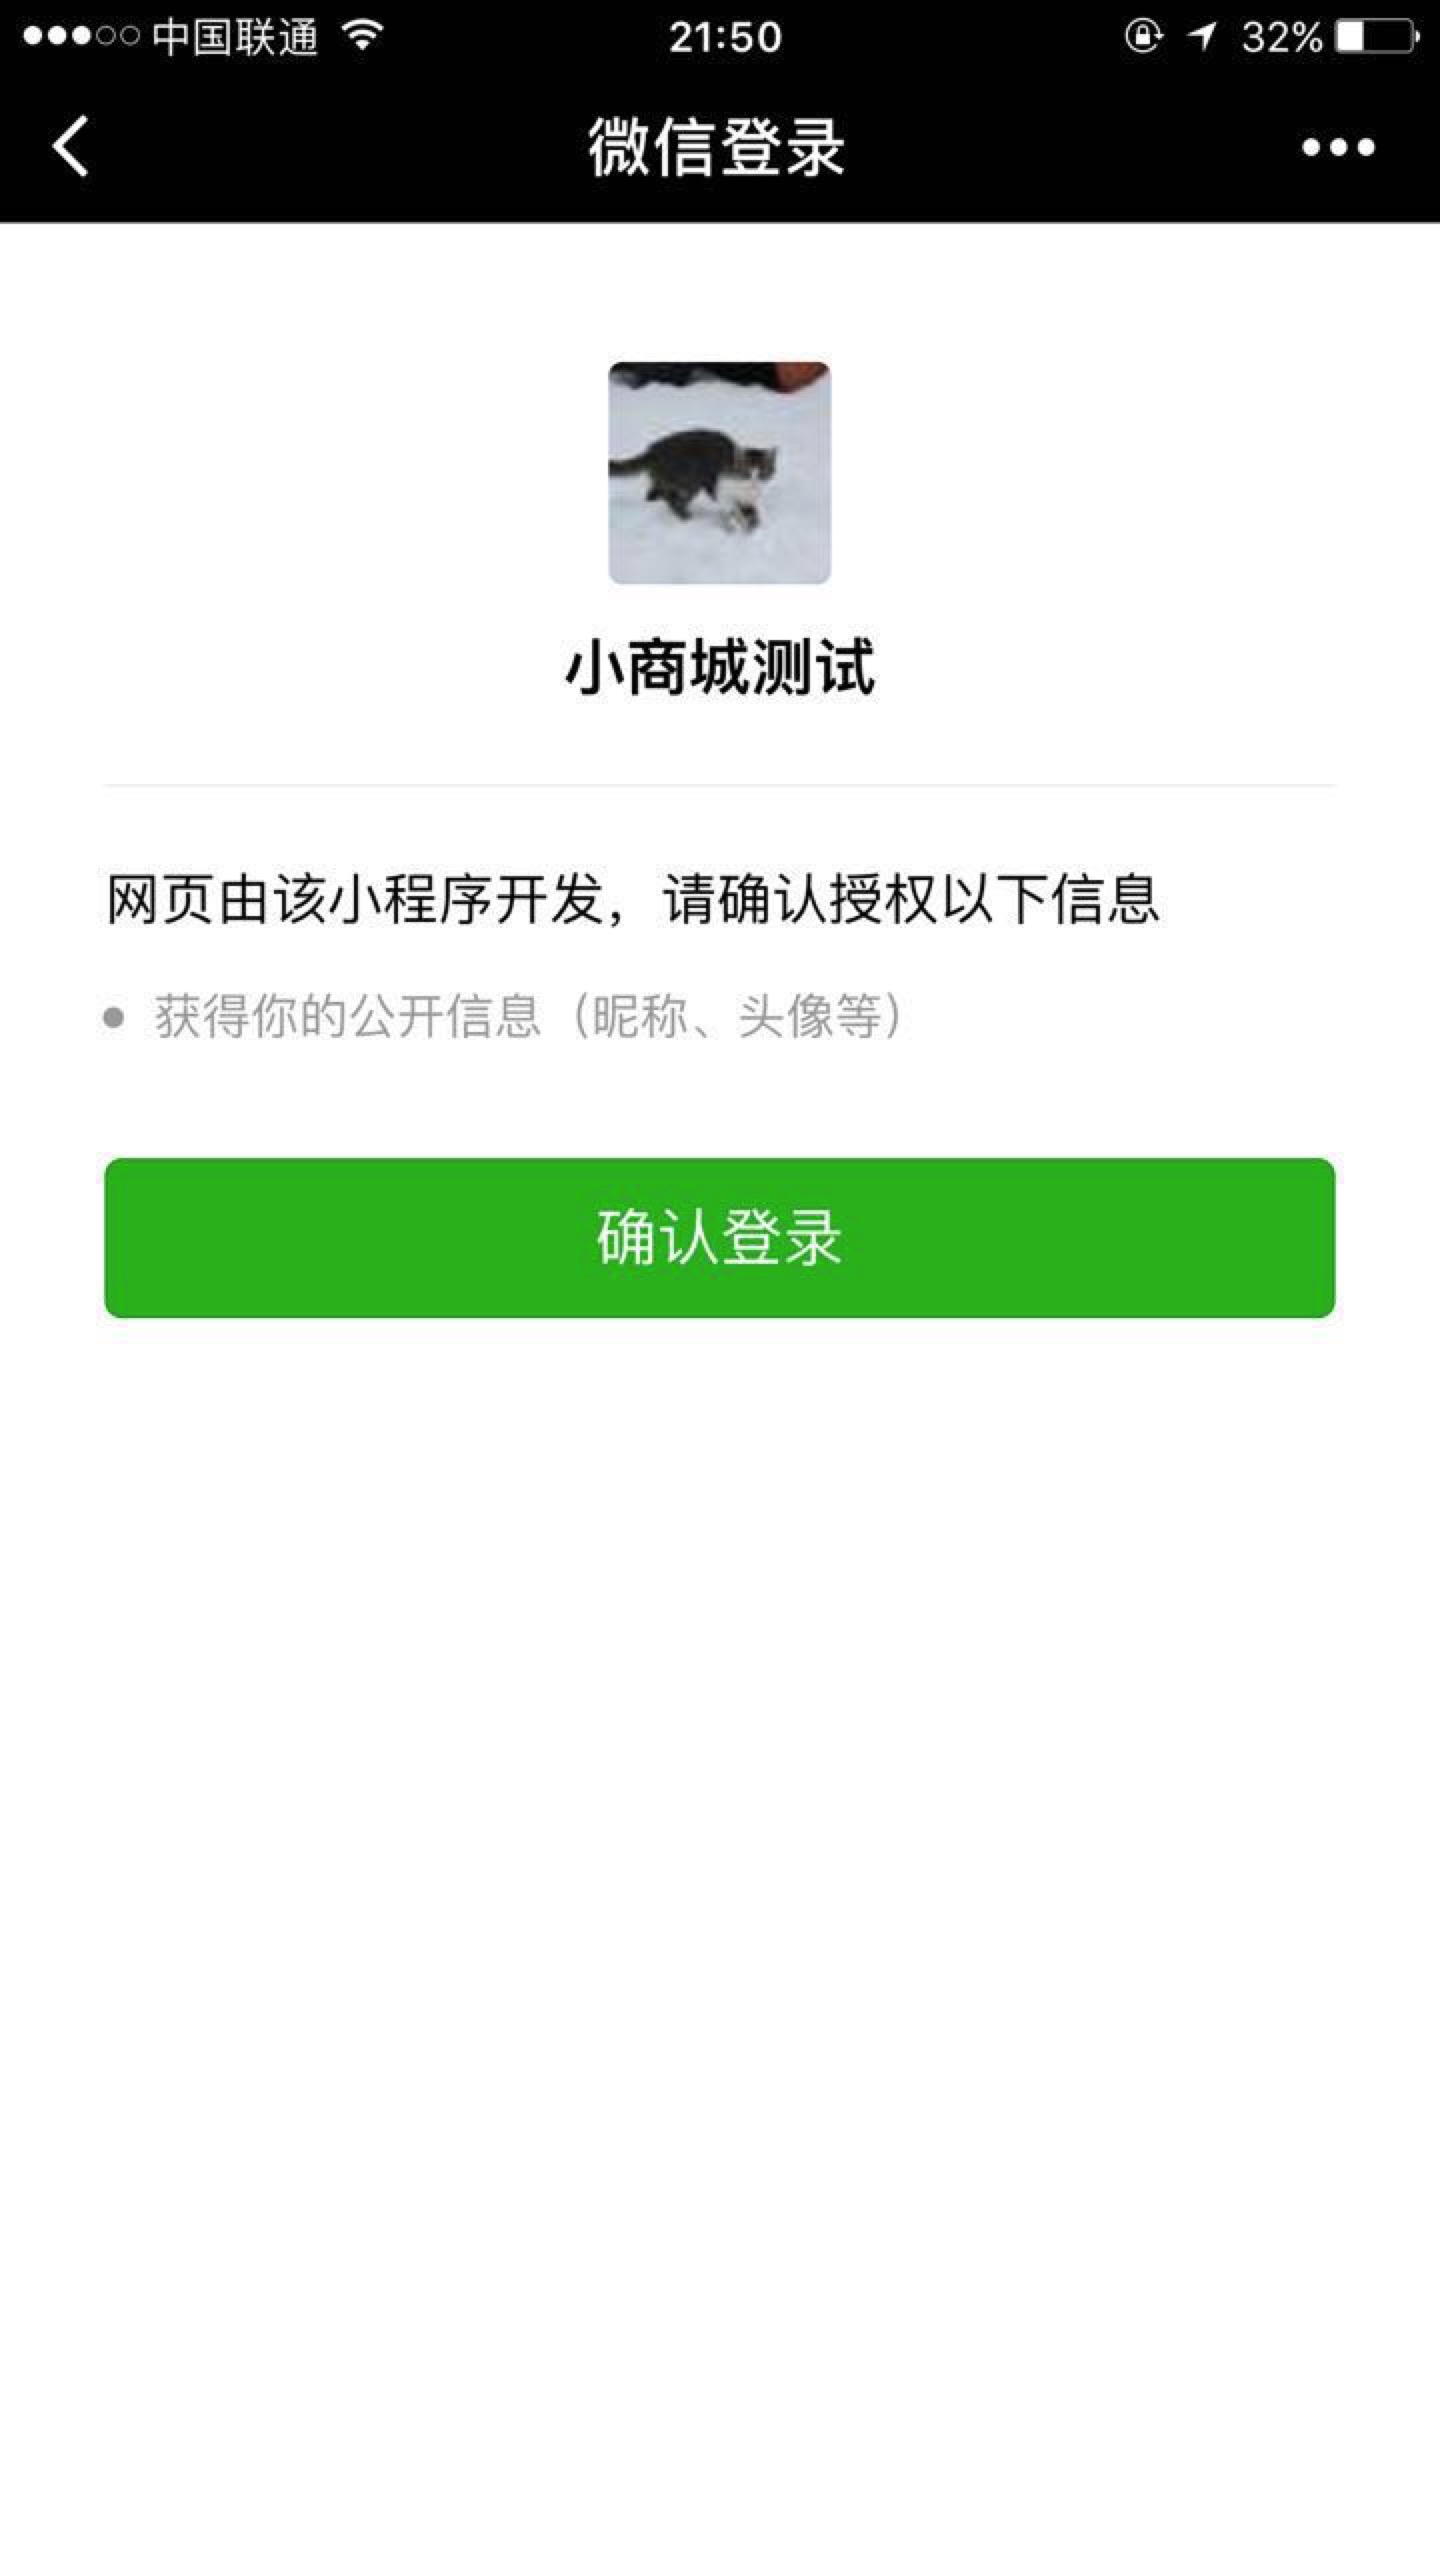 中国联通 21:50 32%
微信登录
小商城测试
网页由该小程序开发，请确认授权以下信息
获得你的公开信息（昵称、头像等）
确认登录